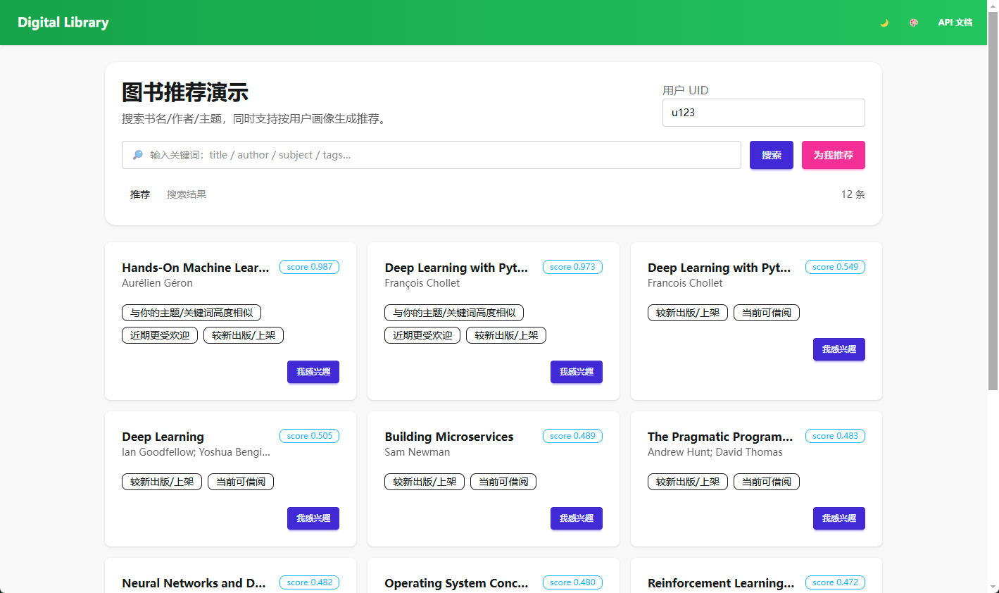 Digital Library
API 文档
图书推荐演示
搜索书名/作者/主题，同时支持按用户画像生成推荐。
用户 UID
u123
输入关键词：title / author / subject / tags...
搜索
为我推荐
推荐
搜索结果
12 条
Hands-On Machine Lear...
score 0.987
Aurélien Géron
与你的主题/关键词高度相似
近期更受欢迎
较新出版/上架
我感兴趣
Deep Learning with Pyt...
score 0.973
François Chollet
与你的主题/关键词高度相似
近期更受欢迎
较新出版/上架
我感兴趣
Deep Learning with Pyt...
score 0.549
Francois Chollet
较新出版/上架
当前可借阅
我感兴趣
Deep Learning
score 0.505
Ian Goodfellow; Yoshua Bengi...
较新出版/上架
当前可借阅
我感兴趣
Building Microservices
score 0.489
Sam Newman
较新出版/上架
当前可借阅
我感兴趣
The Pragmatic Program...
score 0.483
Andrew Hunt; David Thomas
较新出版/上架
当前可借阅
我感兴趣
Neural Networks and D...
score 0.482
Operating System Conc...
score 0.480
Reinforcement Learning...
score 0.472